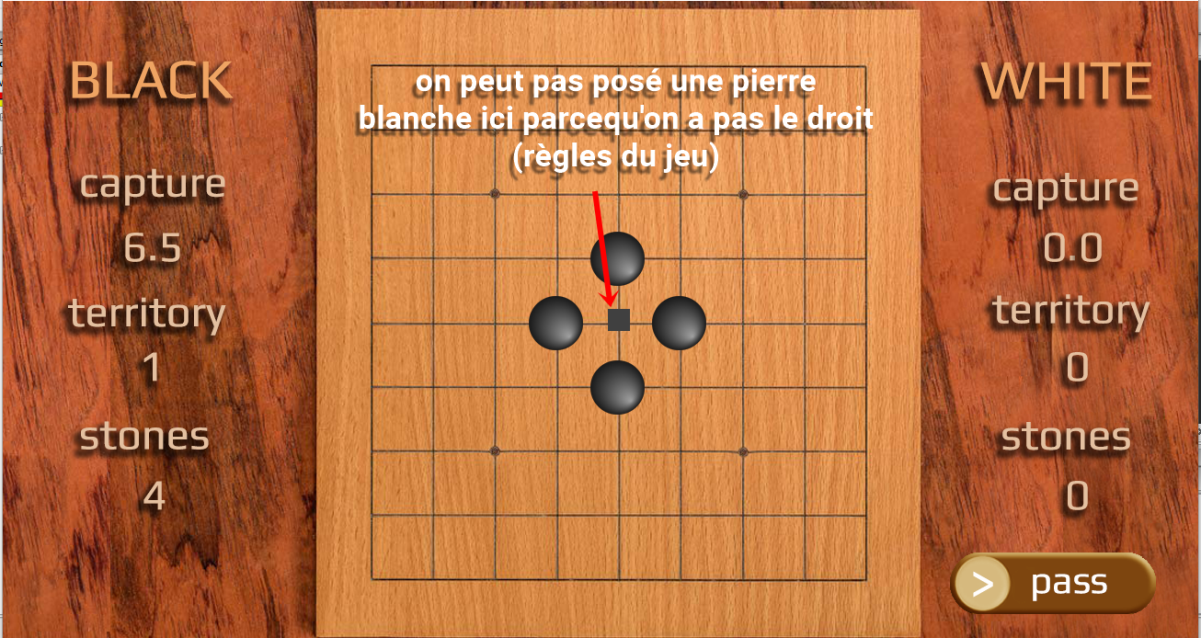 BLACK
capture
6.5
territory
1
stones
4
on peut pas posé une pierre
blanche ici parcequ'on a pas le droit
(règles du jeu)
WHITE
capture
0.0
territory
0
stones
0
> pass